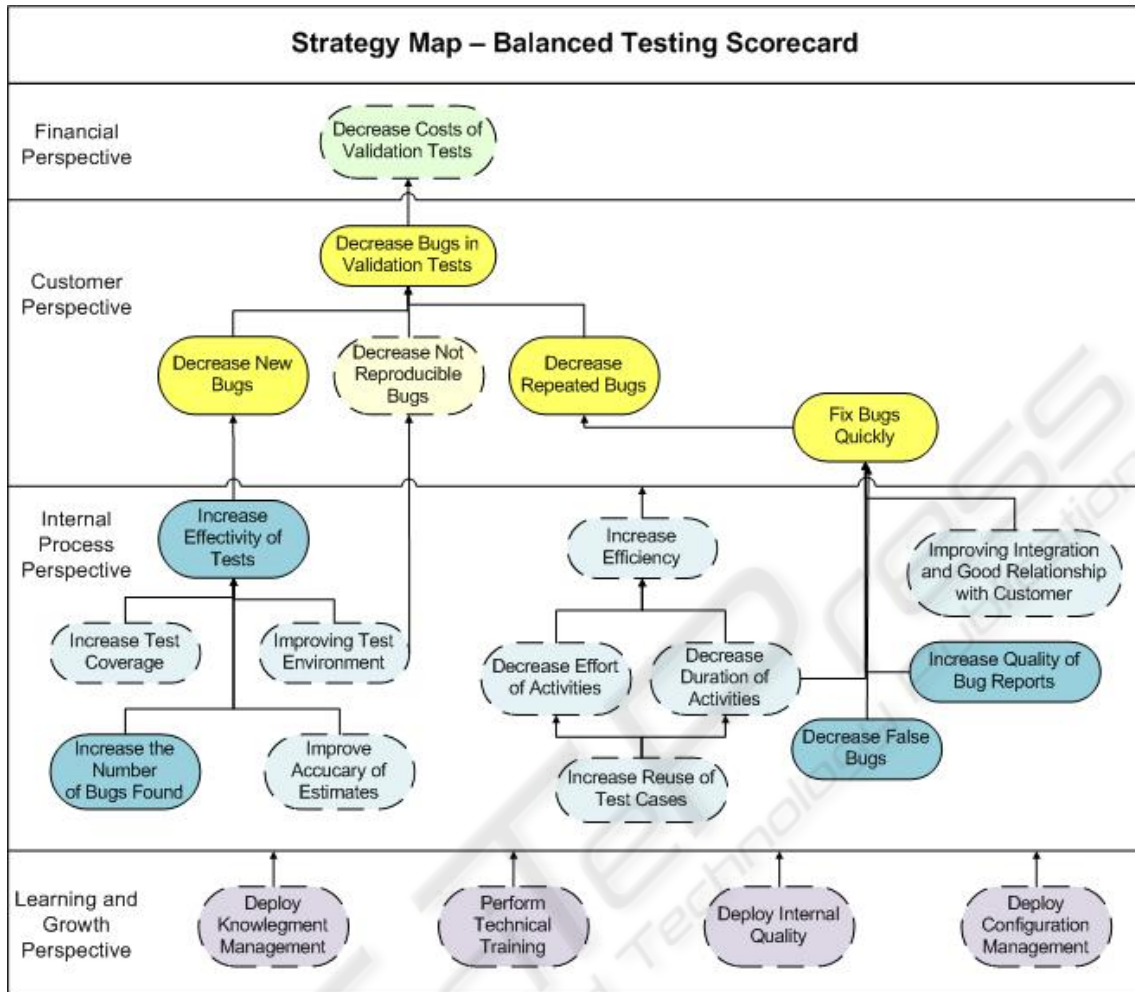 Strategy Map – Balanced Testing Scorecard
Financial
Perspective
Decrease Costs of
Validation Tests
Customer
Perspective
Decrease Bugs in
Validation Tests
Decrease New
Bugs
Decrease Not
Reproducible
Bugs
Decrease
Repeated Bugs
Fix Bugs
Quickly
Internal
Process
Perspective
Increase
Effectivity of
Tests
Increase
Efficiency
Improving Integration
and Good Relationship
with Customer
Increase Test
Coverage
Improving Test
Environment
Decrease Effort
of Activities
Decrease
Duration of
Activities
Increase Quality of
Bug Reports
Increase the
Number
of Bugs Found
Improve
Accucary of
Estimates
Increase Reuse of
Test Cases
Decrease False
Bugs
Learning and
Growth
Perspective
Deploy
Knowlegment
Management
Perform
Technical
Training
Deploy Internal
Quality
Deploy
Configuration
Management